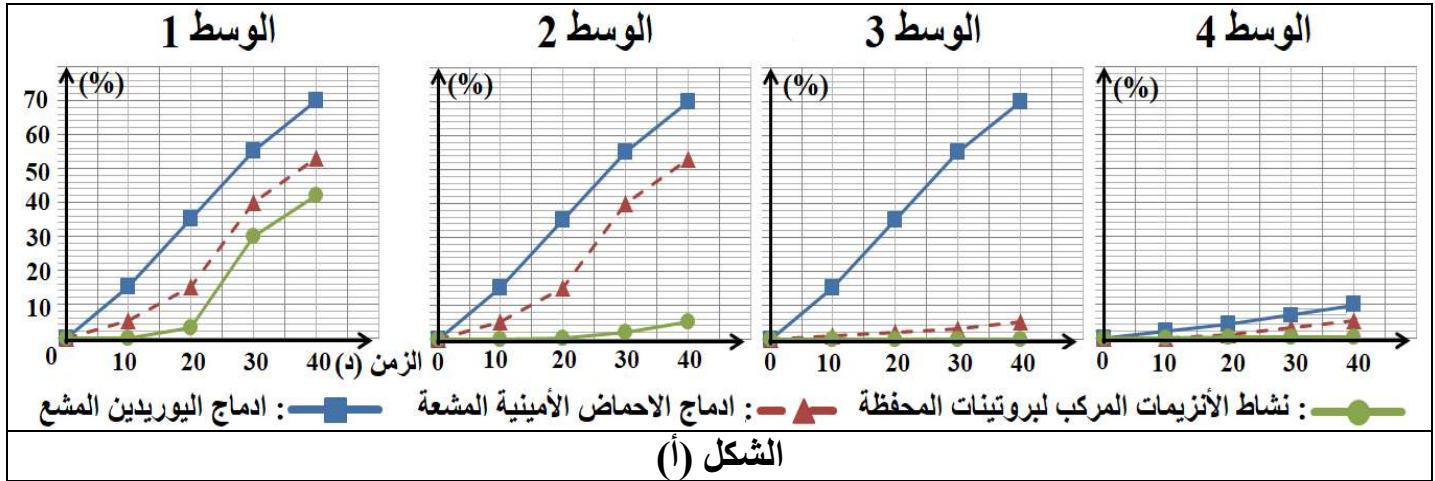 الوسط 1 الوسط 2 الوسط 3 الوسط 4
(%) (%) (%) (%)
70
60
50
40
30
20
10
0 10 20 30 40 الزمن (د) 0 10 20 30 40 0 10 20 30 40 0 10 20 30 40
: ادماج اليوريدين المشع : ادماج الاحماض الأمينية المشعة : نشاط الأنزيمات المركب لبروتينات المحفظة
الشكل (أ)